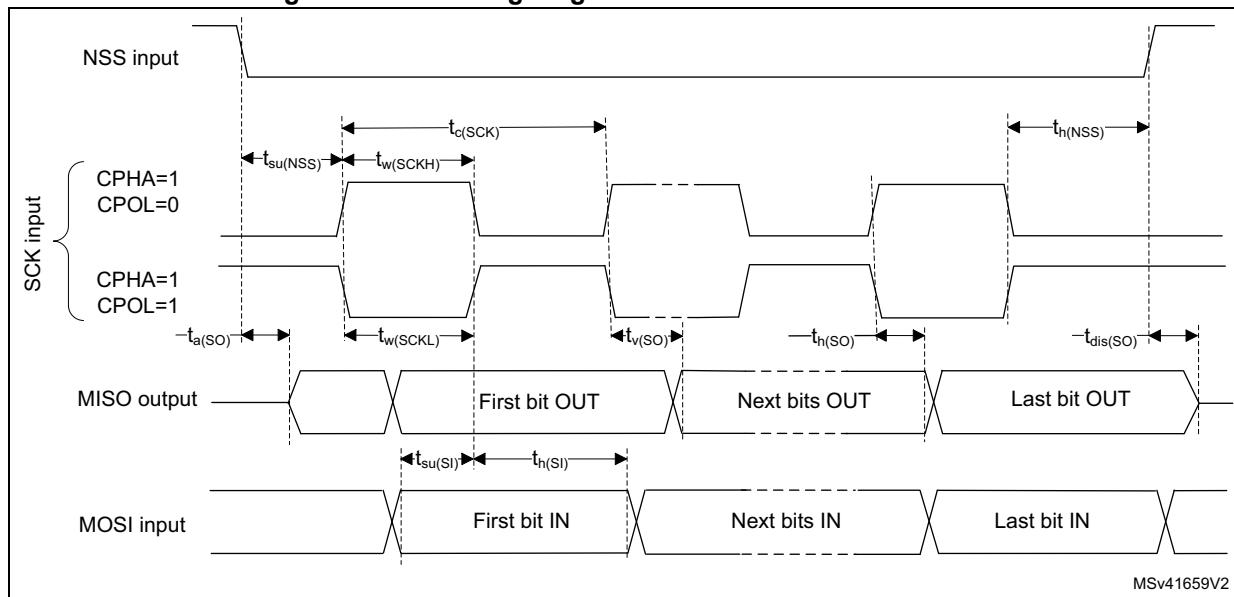 NSS input
tc(SCK)
th(NSS)
tsu(NSS)
tw(SCKH)
SCK input
CPHA=1
CPOL=0
CPHA=1
CPOL=1
ta(SO)
tw(SCKL)
tv(SO)
th(SO)
tdis(SO)
MISO output
First bit OUT
Next bits OUT
Last bit OUT
tsu(SI)
th(SI)
MOSI input
First bit IN
Next bits IN
Last bit IN
MSv41659V2